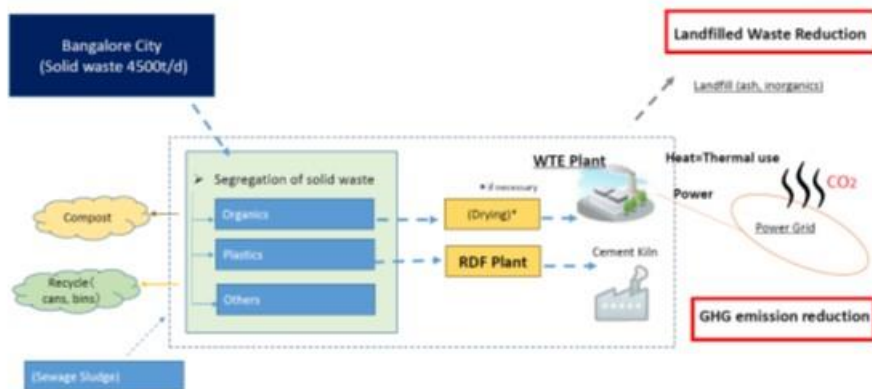 Bangalore City
(Solid waste 4500t/d)
Landfilled Waste Reduction
Landfill (ash, inorganics)
WTE Plant
Heat=Thermal use
➤ Segregation of solid waste
* if necessary
CO2
Compost
Organics
(Drying)*
Power
Power Grid
Plastics
RDF Plant
Cement Kiln
Recycle(
cans, bins)
Others
GHG emission reduction
(Sewage Sludge)